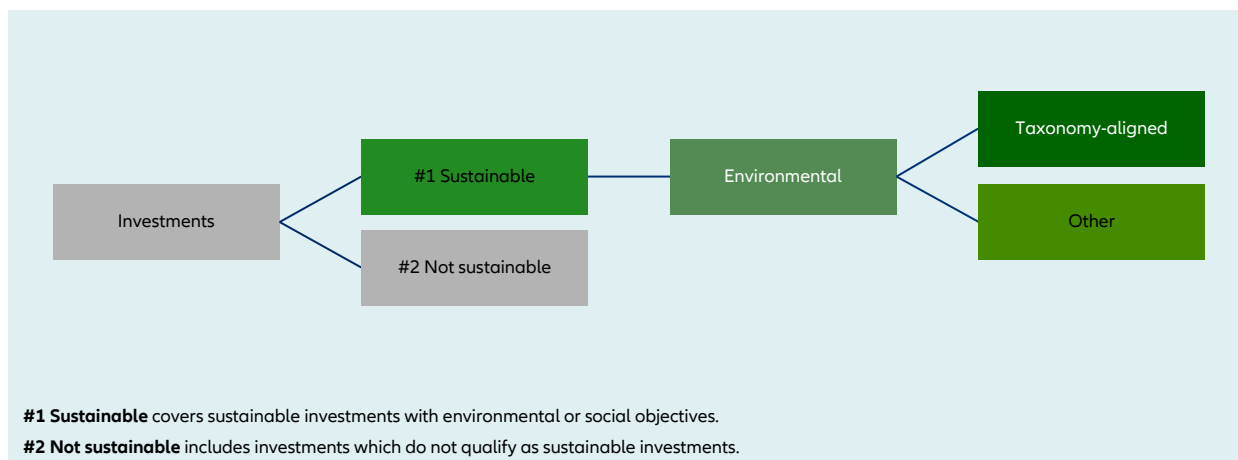 Taxonomy-aligned
#1 Sustainable
Environmental
Investments
Other
#2 Not sustainable
#1 Sustainable covers sustainable investments with environmental or social objectives.
#2 Not sustainable includes investments which do not qualify as sustainable investments.